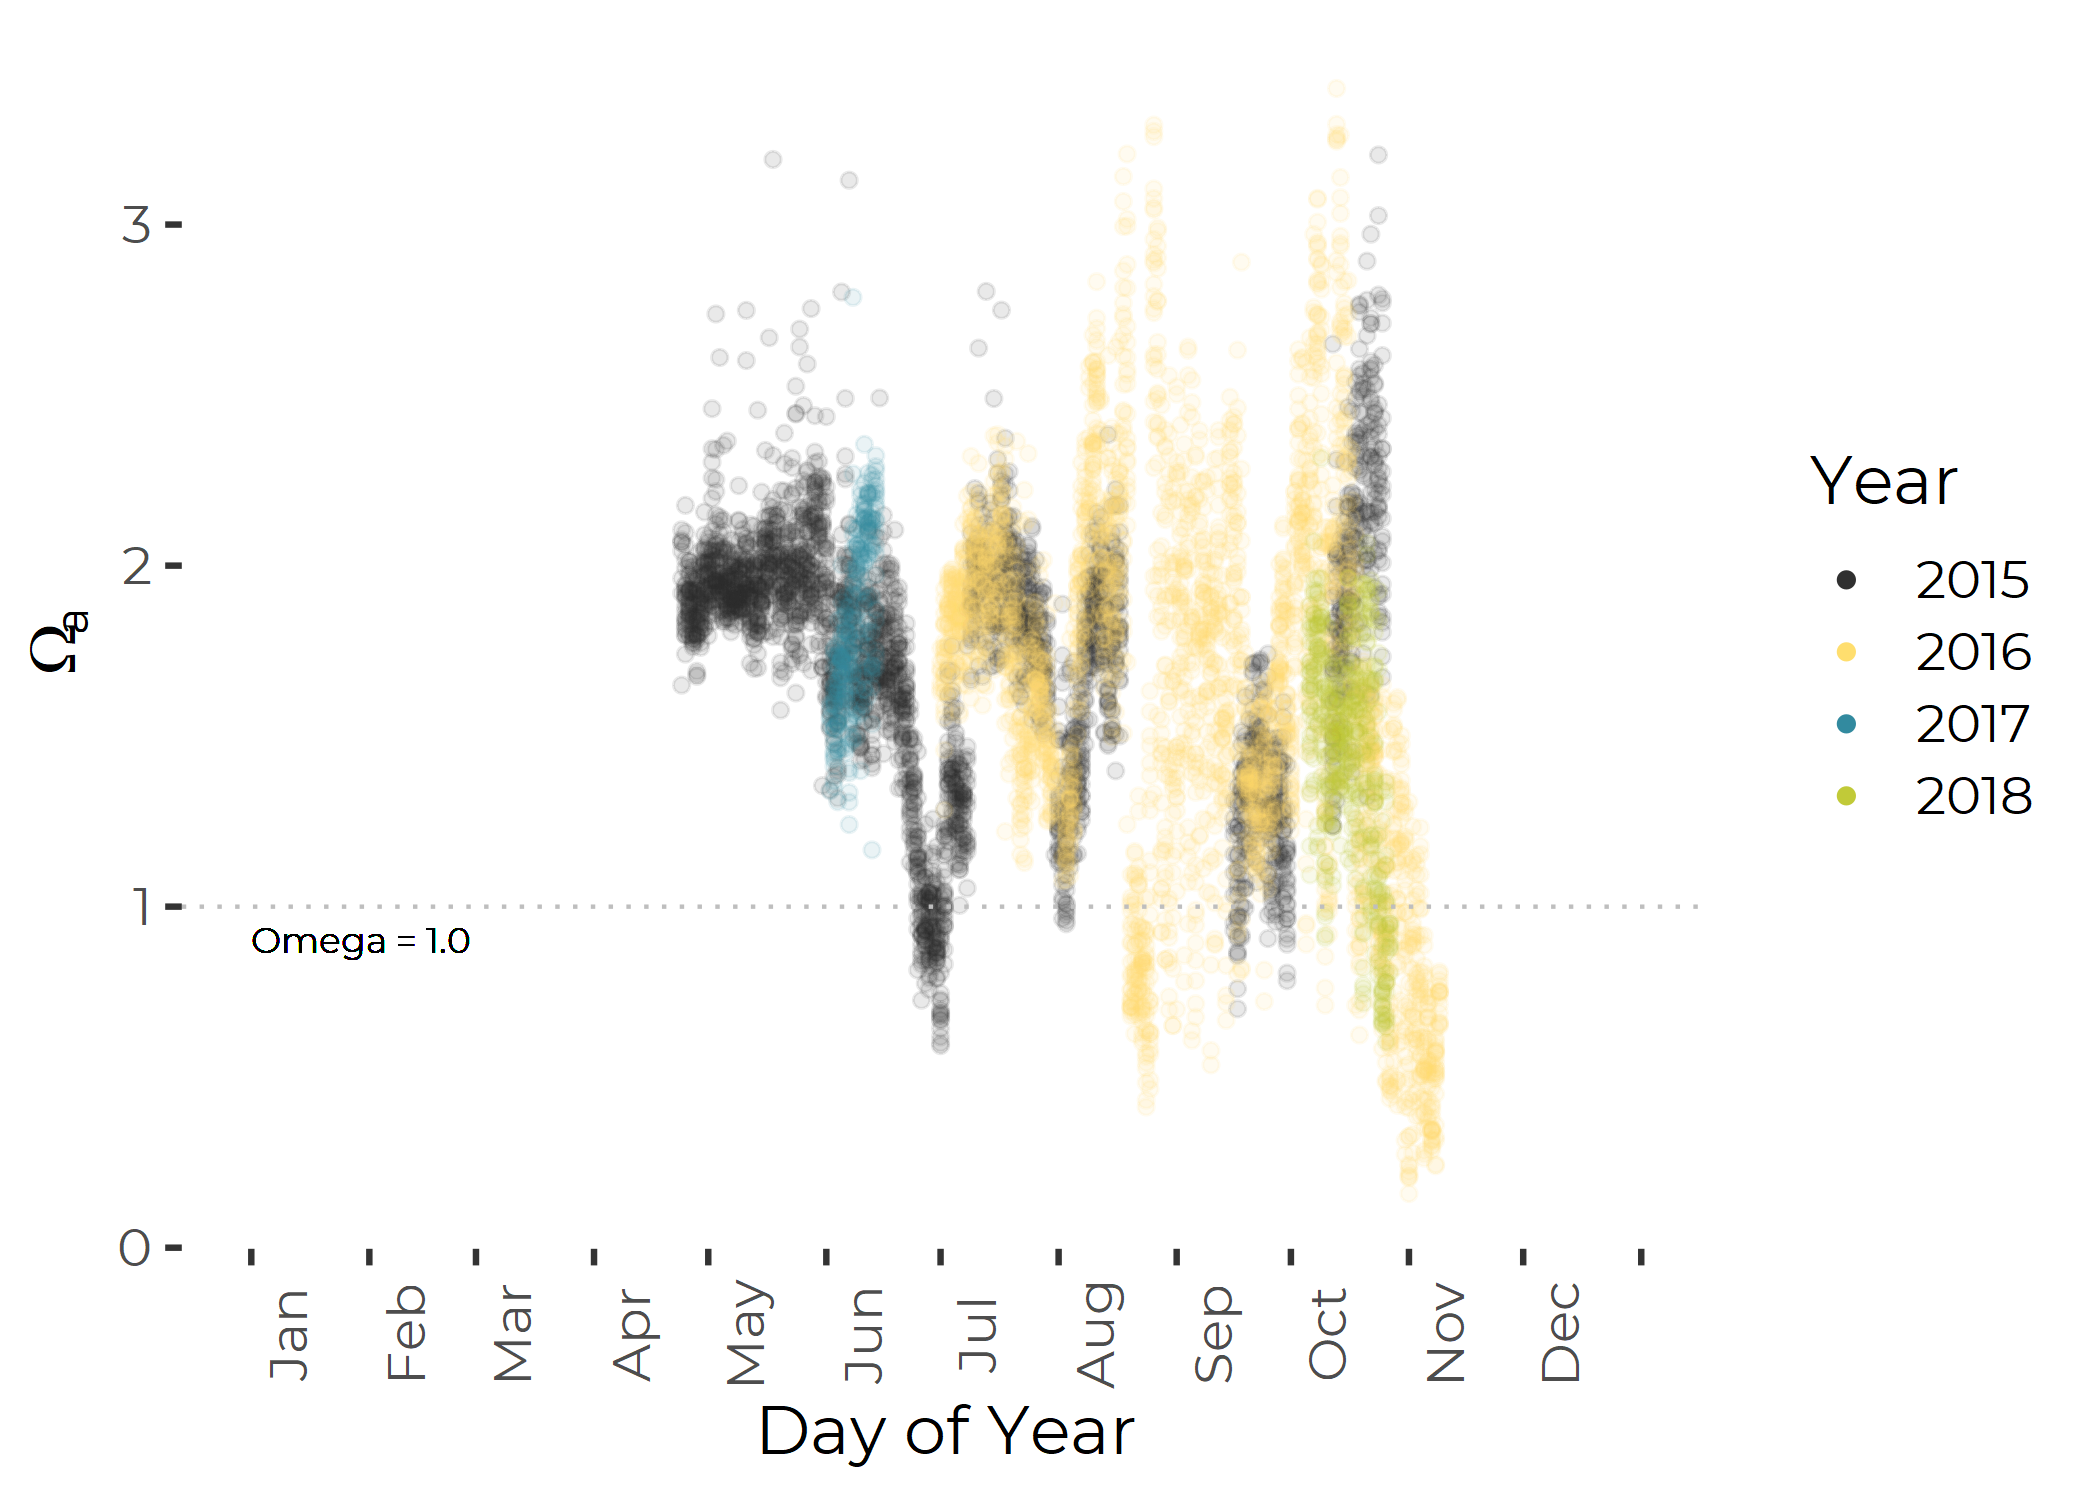 3
2
1
0
Ωa
Omega = 1.0
Jan
Feb
Mar
Apr
May
Jun
Jul
Aug
Sep
Oct
Nov
Dec
Day of Year
Year
2015
2016
2017
2018